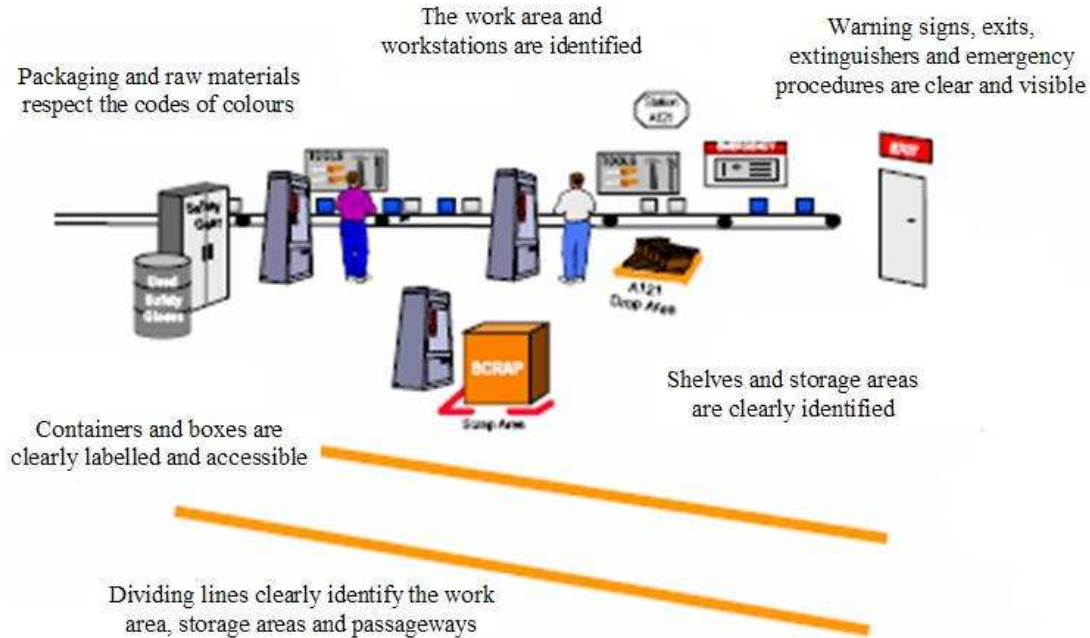 The work area and
workstations are identified
Warning signs, exits,
extinguishers and emergency
procedures are clear and visible
Packaging and raw materials
respect the codes of colours
Station
A121
TOOLS
TOOLS
EMERGENCY
EXIT
Safety
Gear
Used
Safety
Gloves
A121
Drop Area
SCRAP
Scrap Area
Shelves and storage areas
are clearly identified
Containers and boxes are
clearly labelled and accessible
Dividing lines clearly identify the work
area, storage areas and passageways